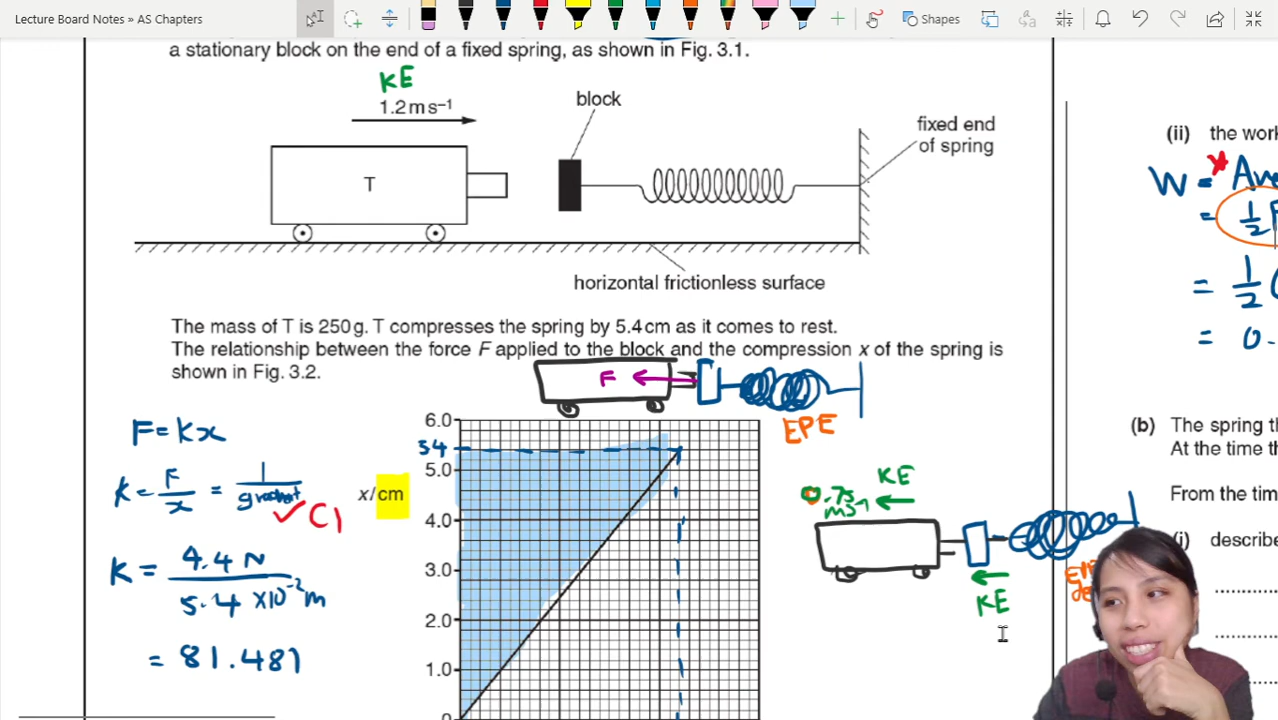 Lecture Board Notes » AS Chapters
Shapes
a stationary block on the end of a fixed spring, as shown in Fig. 3.1.
KE
1.2 m s–1
block
fixed end
of spring
T
horizontal frictionless surface
The mass of T is 250 g. T compresses the spring by 5.4 cm as it comes to rest.
The relationship between the force F applied to the block and the compression x of the spring is
shown in Fig. 3.2.
F
EPE
F = kx
k = F/x = 1/gradient
C1
k = 4.4 N / 5.4 × 10-2 m
= 81.481
x / cm
6.0
5.4
5.0
4.0
3.0
2.0
1.0
0
KE
0.75
ms-1
KE
(ii) the work
W = Av
= 1/2 F
= 1/2 (
= 0.
(b) The spring th
At the time th
From the tim
(i) describe